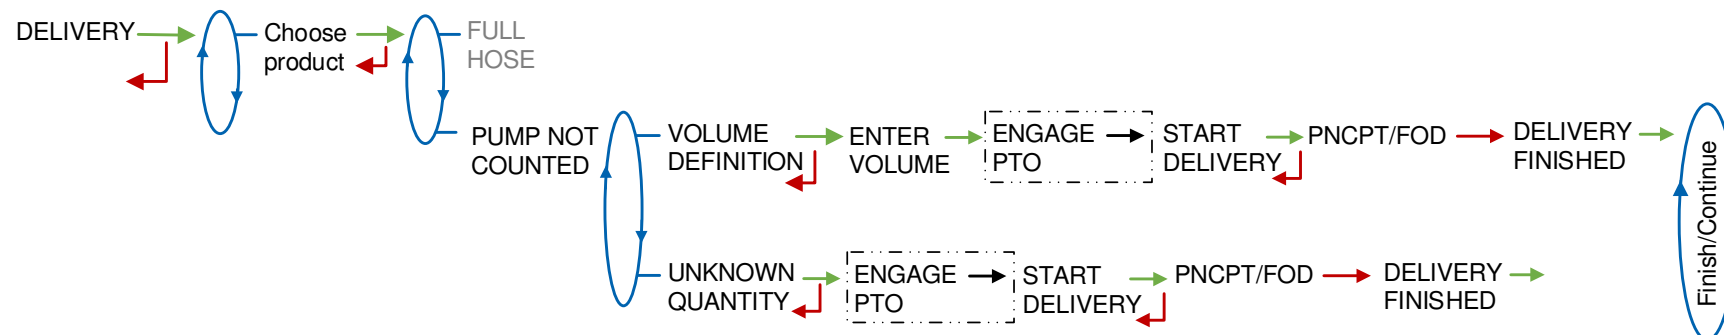 DELIVERY
Choose
product
FULL
HOSE
PUMP NOT
COUNTED
VOLUME
DEFINITION
ENTER
VOLUME
ENGAGE
PTO
START
DELIVERY
PNCPT/FOD
DELIVERY
FINISHED
UNKNOWN
QUANTITY
ENGAGE
PTO
START
DELIVERY
PNCPT/FOD
DELIVERY
FINISHED
Finish/Continue